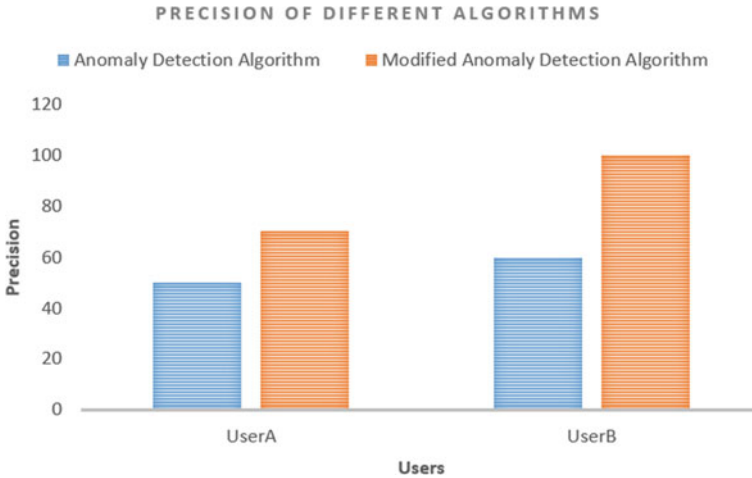 PRECISION OF DIFFERENT ALGORITHMS
Anomaly Detection Algorithm
Modified Anomaly Detection Algorithm
120
100
80
60
40
20
0
Precision
UserA
UserB
Users